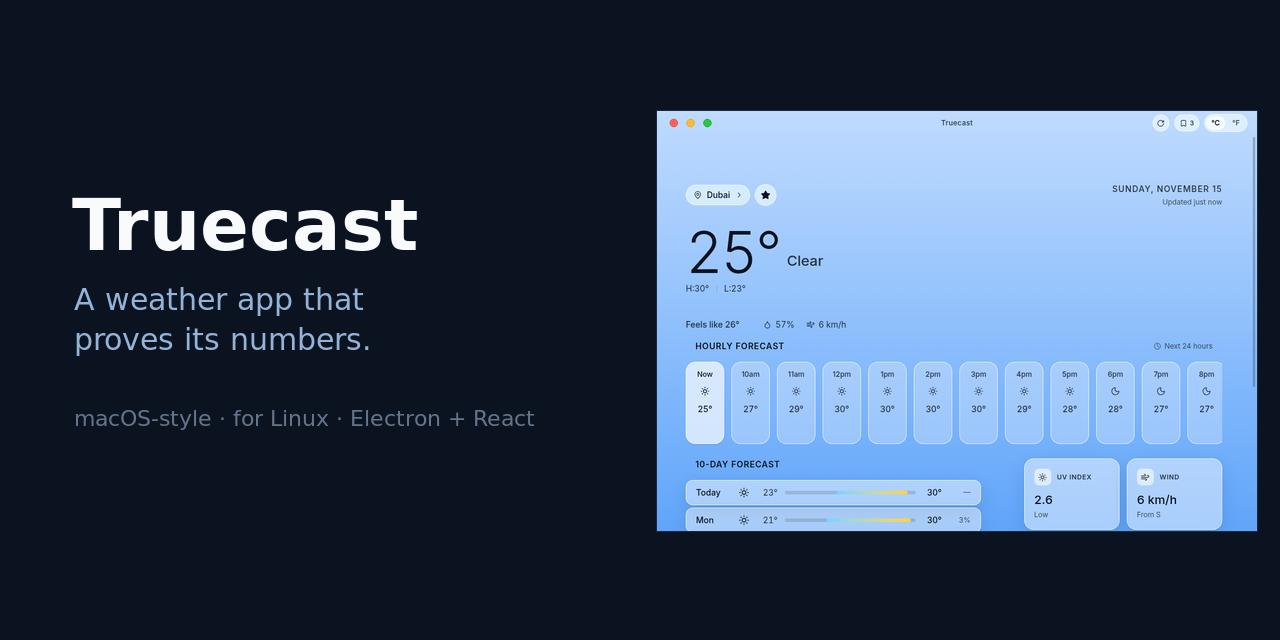 Truecast
A weather app that
proves its numbers.
macOS-style · for Linux · Electron + React
Truecast
3
°C °F
Dubai
SUNDAY, NOVEMBER 15
Updated just now
25° Clear
H:30° L:23°
Feels like 26° 57% 6 km/h
HOURLY FORECAST
Next 24 hours
Now 10am 11am 12pm 1pm 2pm 3pm 4pm 5pm 6pm 7pm 8pm
25° 27° 29° 30° 30° 30° 30° 29° 28° 28° 27° 27°
10-DAY FORECAST
Today 23° 30° —
Mon 21° 30° 3%
UV INDEX
2.6
Low
WIND
6 km/h
From S